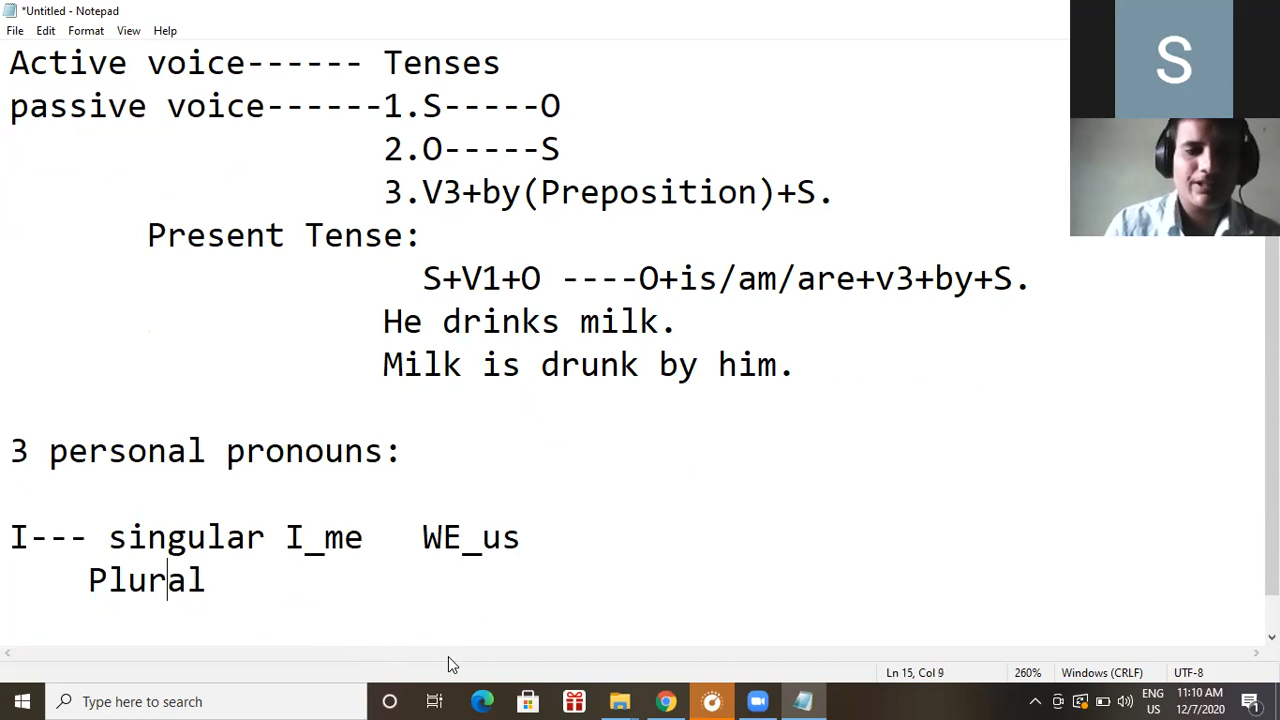 *Untitled - Notepad
File Edit Format View Help
S
Active voice------ Tenses
passive voice------1.S-----O
2.O-----S
3.V3+by(Preposition)+S.
Present Tense:
S+V1+O ----O+is/am/are+v3+by+S.
He drinks milk.
Milk is drunk by him.
3 personal pronouns:
I--- singular I_me WE_us
Plural
Ln 15, Col 9 260% Windows (CRLF) UTF-8
Type here to search
ENG
US
11:10 AM
12/7/2020
1